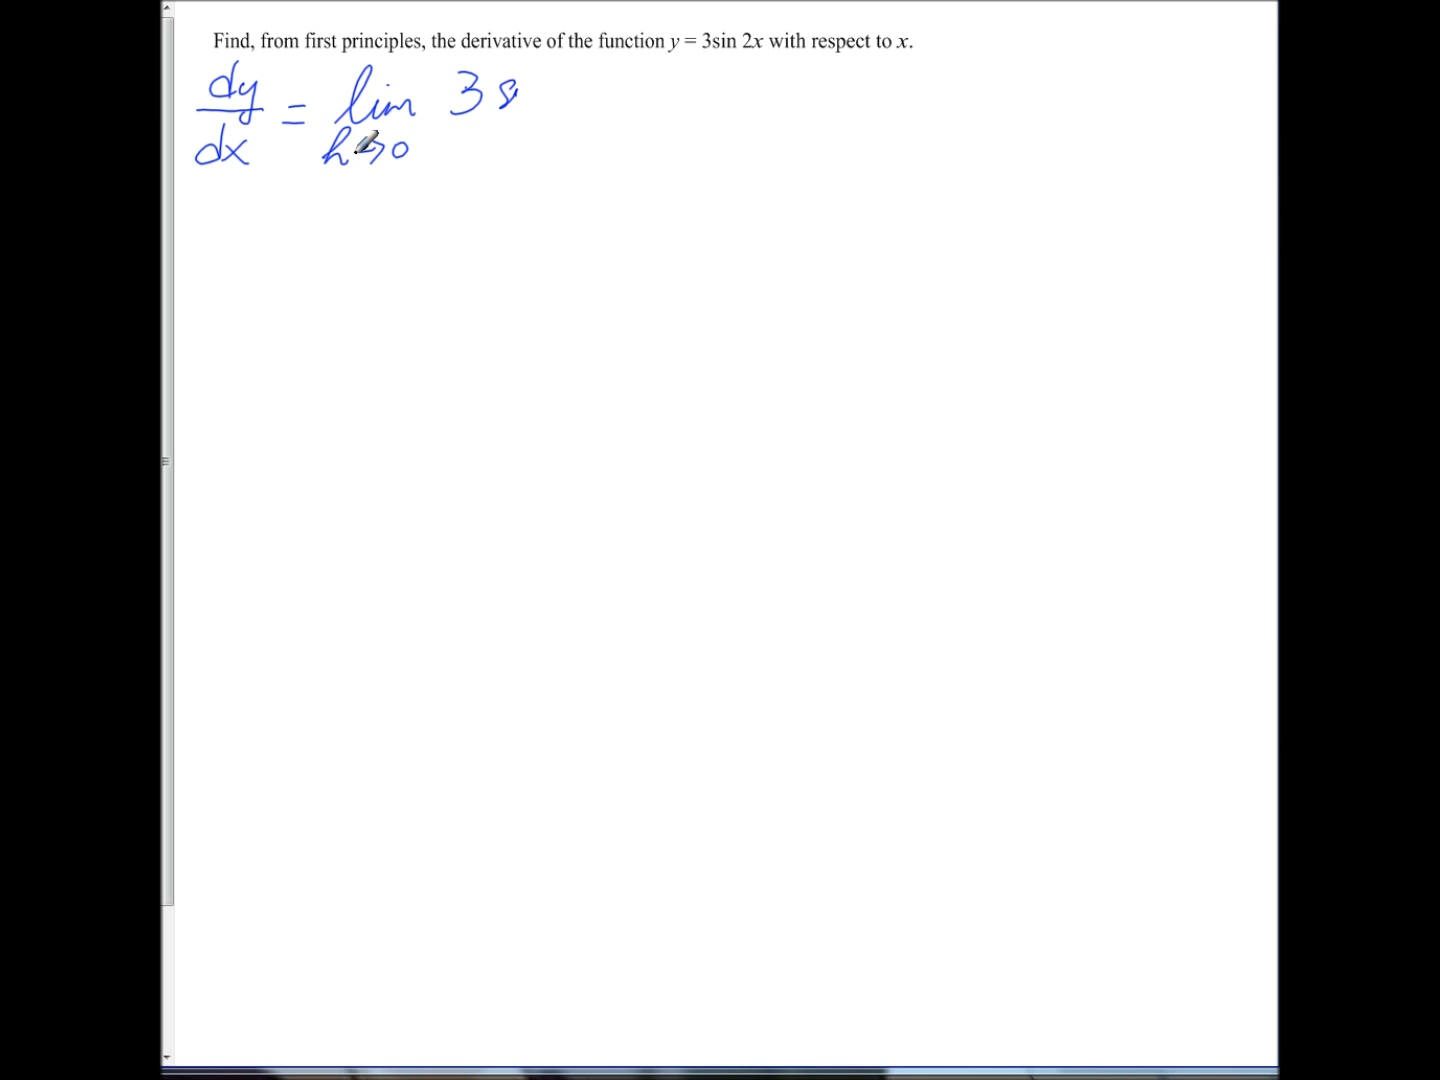 Find, from first principles, the derivative of the function y = 3sin 2x with respect to x.
dy/dx = lim h→0 3 s